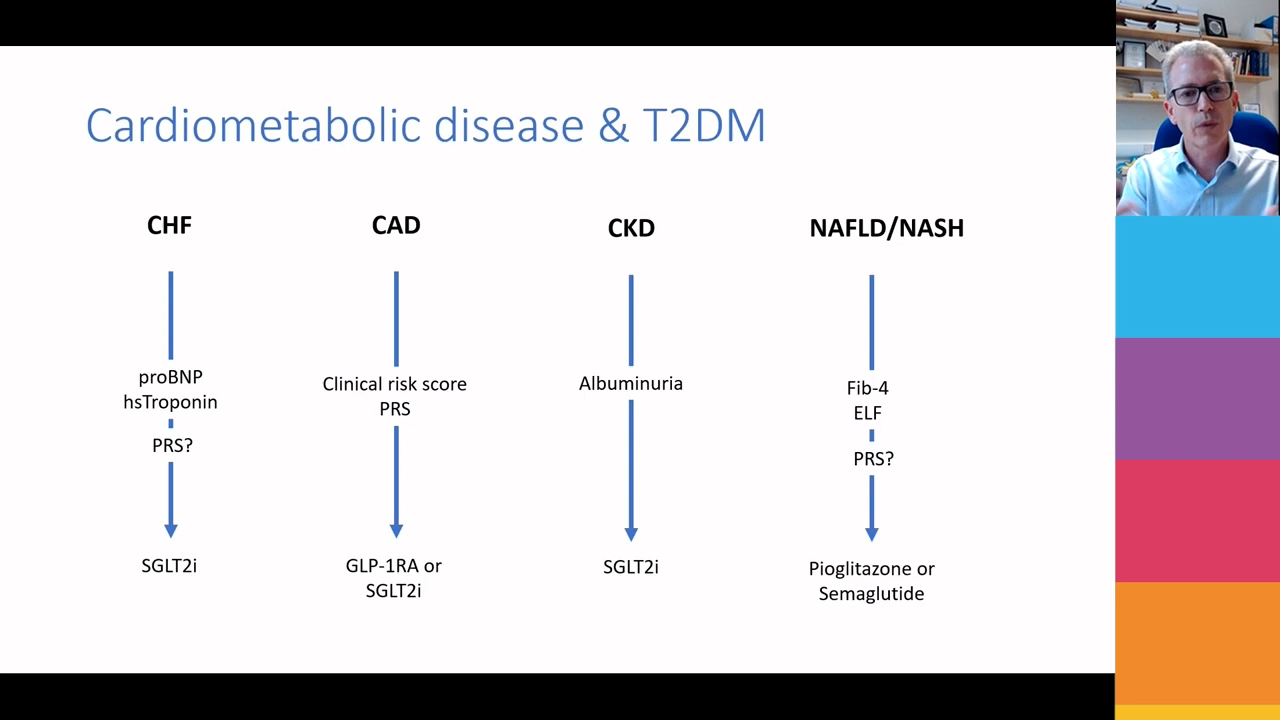 Cardiometabolic disease & T2DM
CHF
proBNP
hsTroponin
PRS?
SGLT2i
CAD
Clinical risk score
PRS
GLP-1RA or
SGLT2i
CKD
Albuminuria
SGLT2i
NAFLD/NASH
Fib-4
ELF
PRS?
Pioglitazone or
Semaglutide